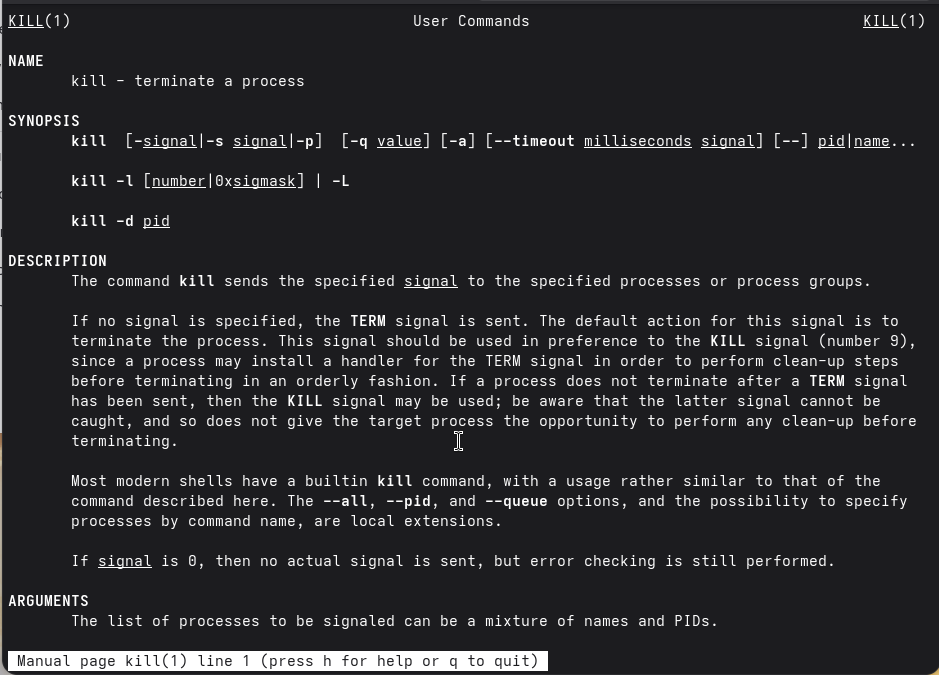 KILL(1) User Commands KILL(1)
NAME
kill - terminate a process
SYNOPSIS
kill [-signal|-s signal|-p] [-q value] [-a] [--timeout milliseconds signal] [--] pid|name...
kill -l [number|0xsigmask] | -L
kill -d pid
DESCRIPTION
The command kill sends the specified signal to the specified processes or process groups.
If no signal is specified, the TERM signal is sent. The default action for this signal is to
terminate the process. This signal should be used in preference to the KILL signal (number 9),
since a process may install a handler for the TERM signal in order to perform clean-up steps
before terminating in an orderly fashion. If a process does not terminate after a TERM signal
has been sent, then the KILL signal may be used; be aware that the latter signal cannot be
caught, and so does not give the target process the opportunity to perform any clean-up before
terminating.
Most modern shells have a builtin kill command, with a usage rather similar to that of the
command described here. The --all, --pid, and --queue options, and the possibility to specify
processes by command name, are local extensions.
If signal is 0, then no actual signal is sent, but error checking is still performed.
ARGUMENTS
The list of processes to be signaled can be a mixture of names and PIDs.
Manual page kill(1) line 1 (press h for help or q to quit)